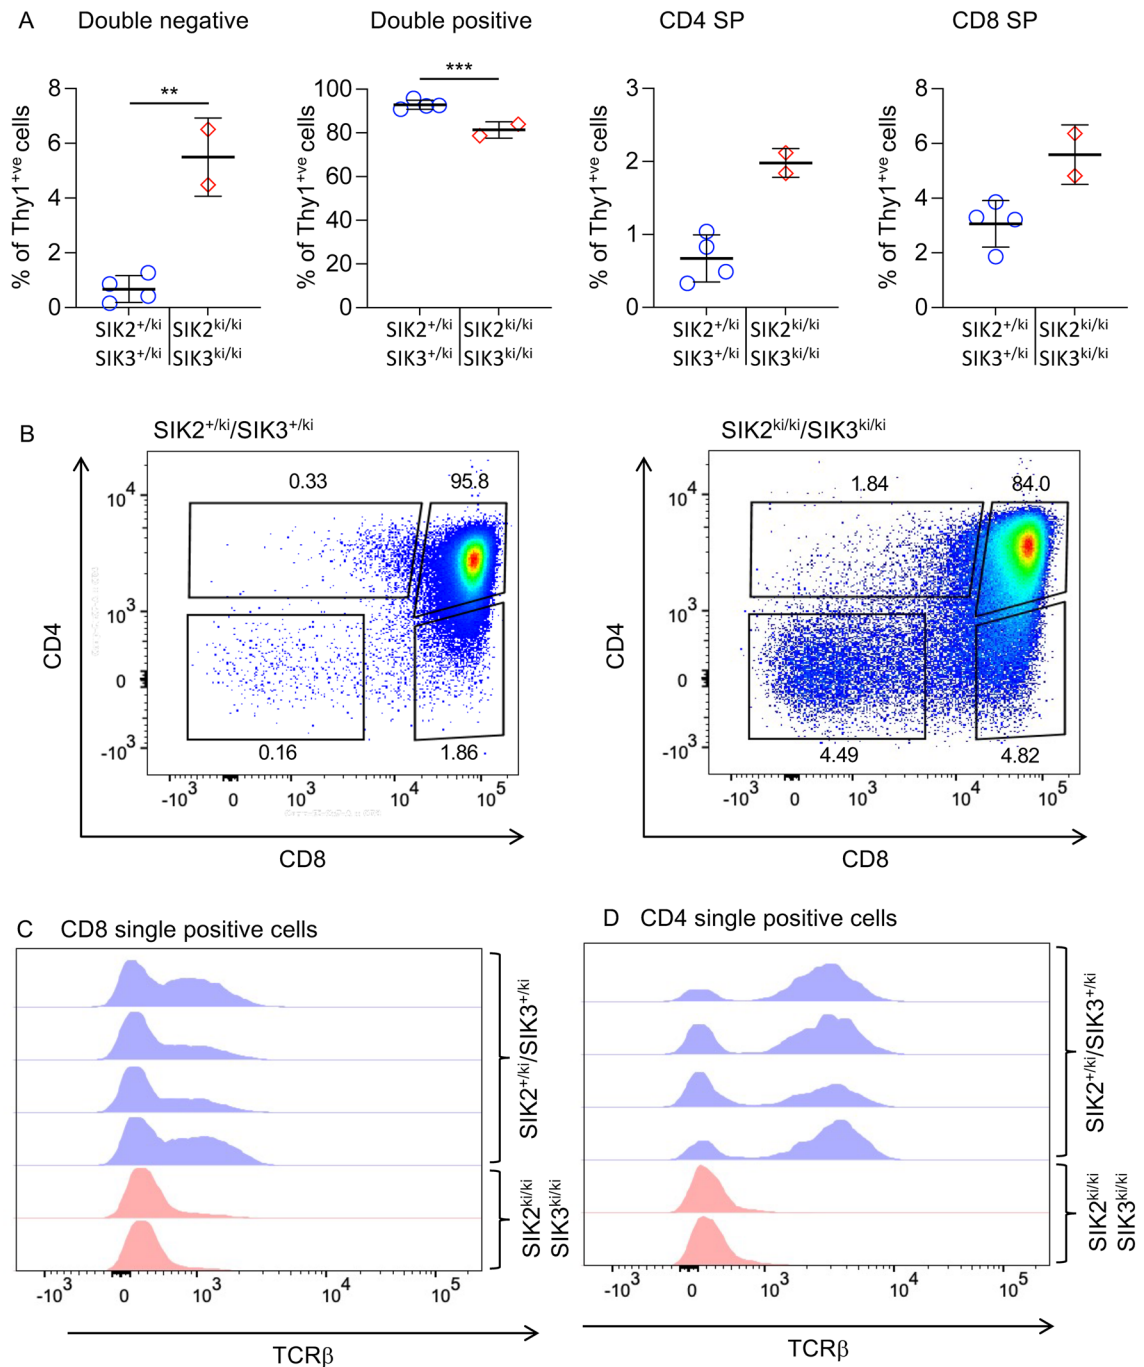 A Double negative Double positive CD4 SP CD8 SP
** ***
% of Thy1+ve cells
8
6
4
2
0
SIK2+/ki SIK2ki/ki
SIK3+/ki SIK3ki/ki
% of Thy1+ve cells
100
80
60
40
20
0
SIK2+/ki SIK2ki/ki
SIK3+/ki SIK3ki/ki
% of Thy1+ve cells
3
2
1
0
SIK2+/ki SIK2ki/ki
SIK3+/ki SIK3ki/ki
% of Thy1+ve cells
8
6
4
2
0
SIK2+/ki SIK2ki/ki
SIK3+/ki SIK3ki/ki
B SIK2+/ki/SIK3+/ki
0.33 95.8
0.16 1.86
CD4
10⁴
10³
0
-10³
-10³ 0 10³ 10⁴ 10⁵
CD8
SIK2ki/ki/SIK3ki/ki
1.84 84.0
4.49 4.82
CD4
10⁴
10³
0
-10³
-10³ 0 10³ 10⁴ 10⁵
CD8
C CD8 single positive cells
SIK2+/ki/SIK3+/ki
SIK2ki/ki
SIK3ki/ki
-10³ 0 10³ 10⁴ 10⁵
TCRβ
D CD4 single positive cells
SIK2+/ki/SIK3+/ki
SIK2ki/ki
SIK3ki/ki
-10³ 0 10³ 10⁴ 10⁵
TCRβ